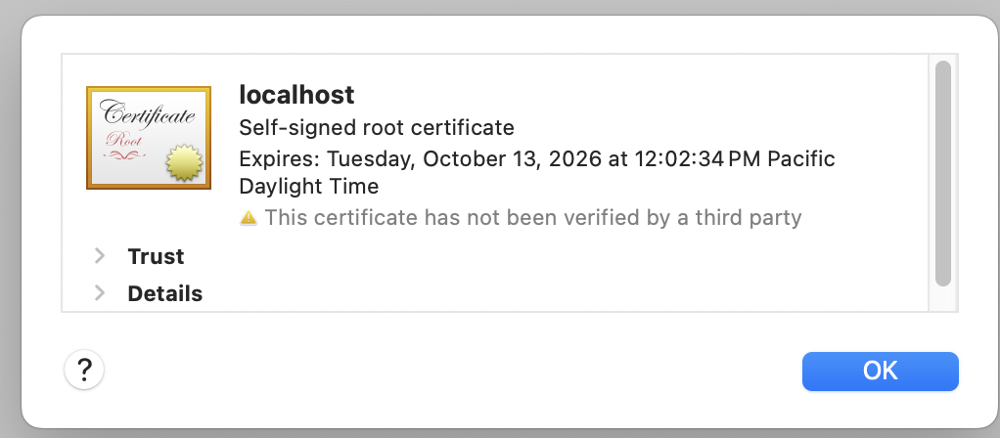 Certificate
Root
localhost
Self-signed root certificate
Expires: Tuesday, October 13, 2026 at 12:02:34 PM Pacific
Daylight Time
This certificate has not been verified by a third party
Trust
Details
?
OK